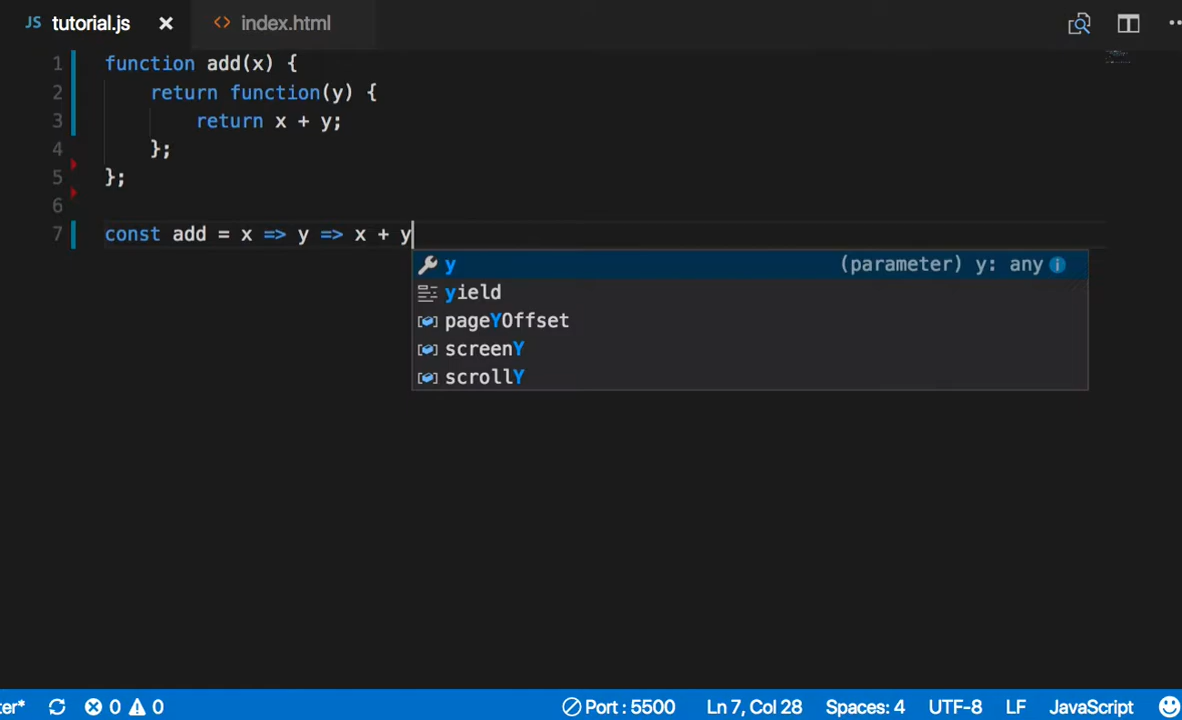 JS tutorial.js × <> index.html
1 function add(x) {
2 return function(y) {
3 return x + y;
4 };
5 };
6
7 const add = x => y => x + y
y (parameter) y: any
yield
pageYOffset
screenY
scrollY
ter* 0 0 Port : 5500 Ln 7, Col 28 Spaces: 4 UTF-8 LF JavaScript